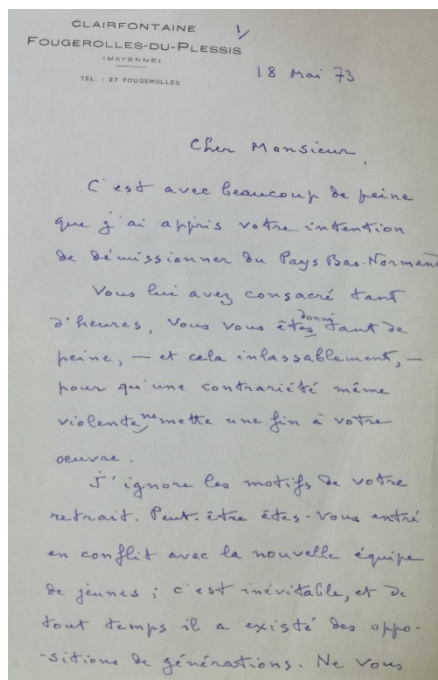 CLAIRFONTAINE
FOUGEROLLES-DU-PLESSIS
(MAYENNE)
TÉL. : 27 FOUGEROLLES
1/
18 Mai 73
Cher Monsieur,
C'est avec beaucoup de peine
que j'ai appris votre intention
de démissionner du Pays Bas-Normand
Vous lui avez consacré tant
d'heures, Vous vous êtes donné tant de
peine, — et cela inlassablement, —
pour qu'une contrariété même
violente ne mette une fin à votre
oeuvre.
J'ignore les motifs de votre
retrait. Peut-être êtes-vous entré
en conflit avec la nouvelle équipe
de jeunes ; c'est inévitable, et de
tout temps il a existé des oppo-
-sitions de générations. Ne vous